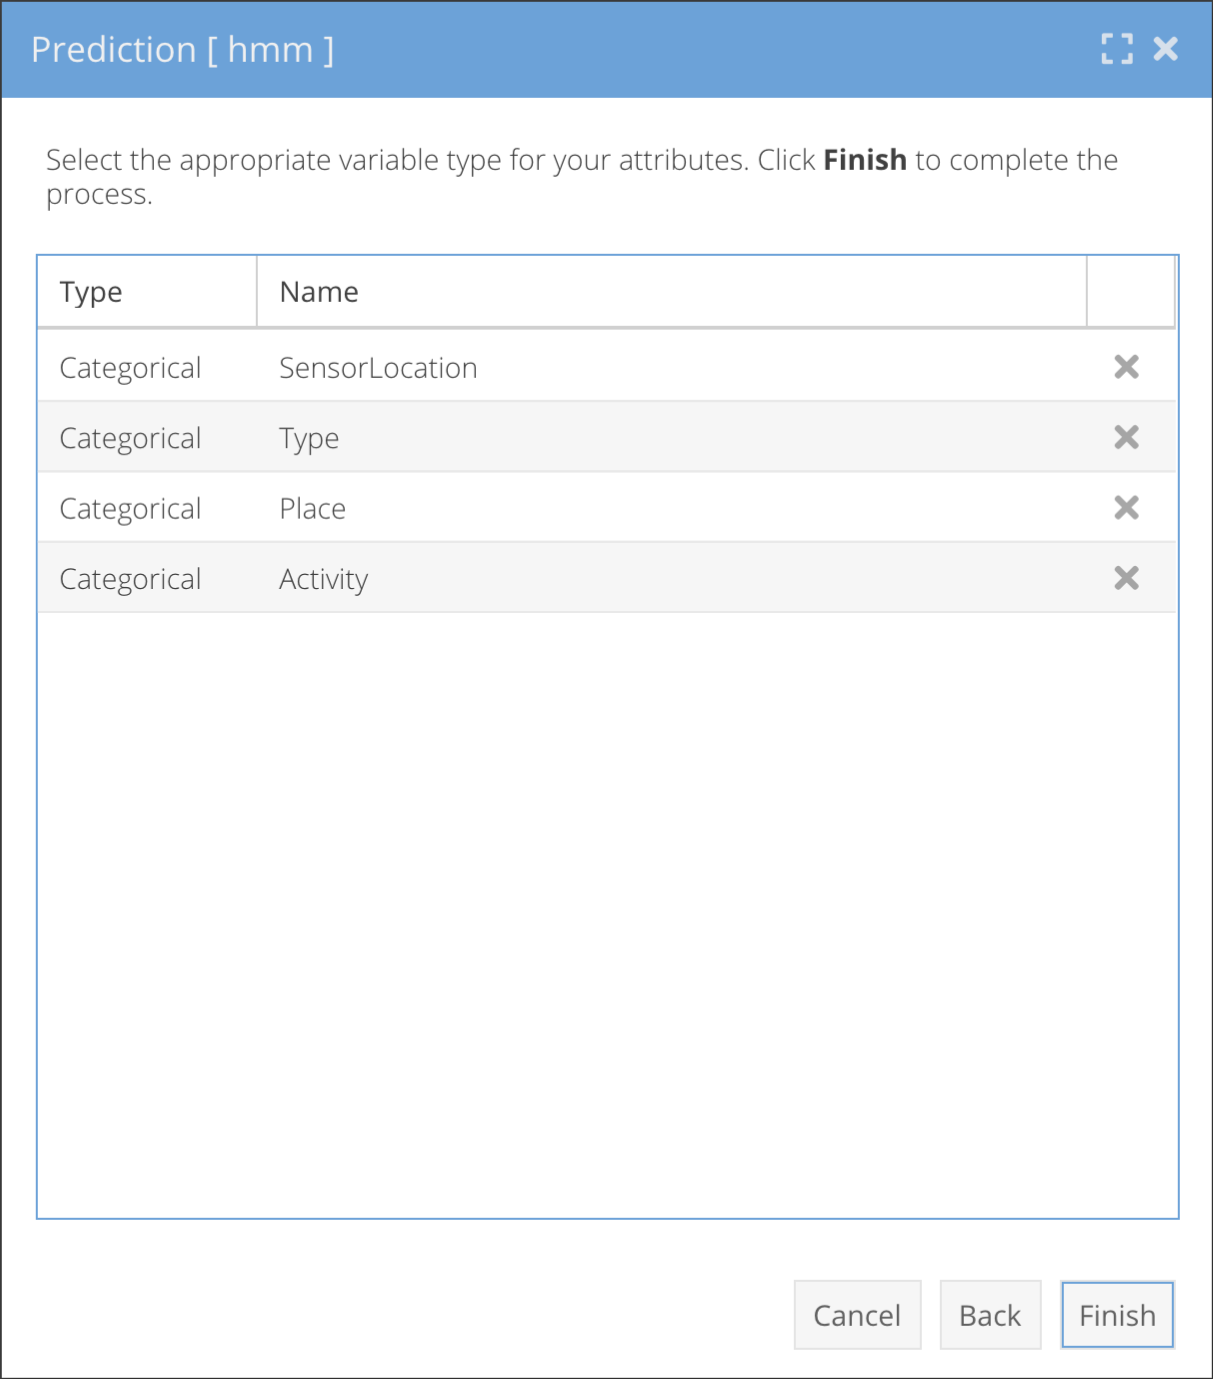 Prediction [ hmm ]
Select the appropriate variable type for your attributes. Click Finish to complete the
process.
Type Name
Categorical SensorLocation
Categorical Type
Categorical Place
Categorical Activity
Cancel Back Finish